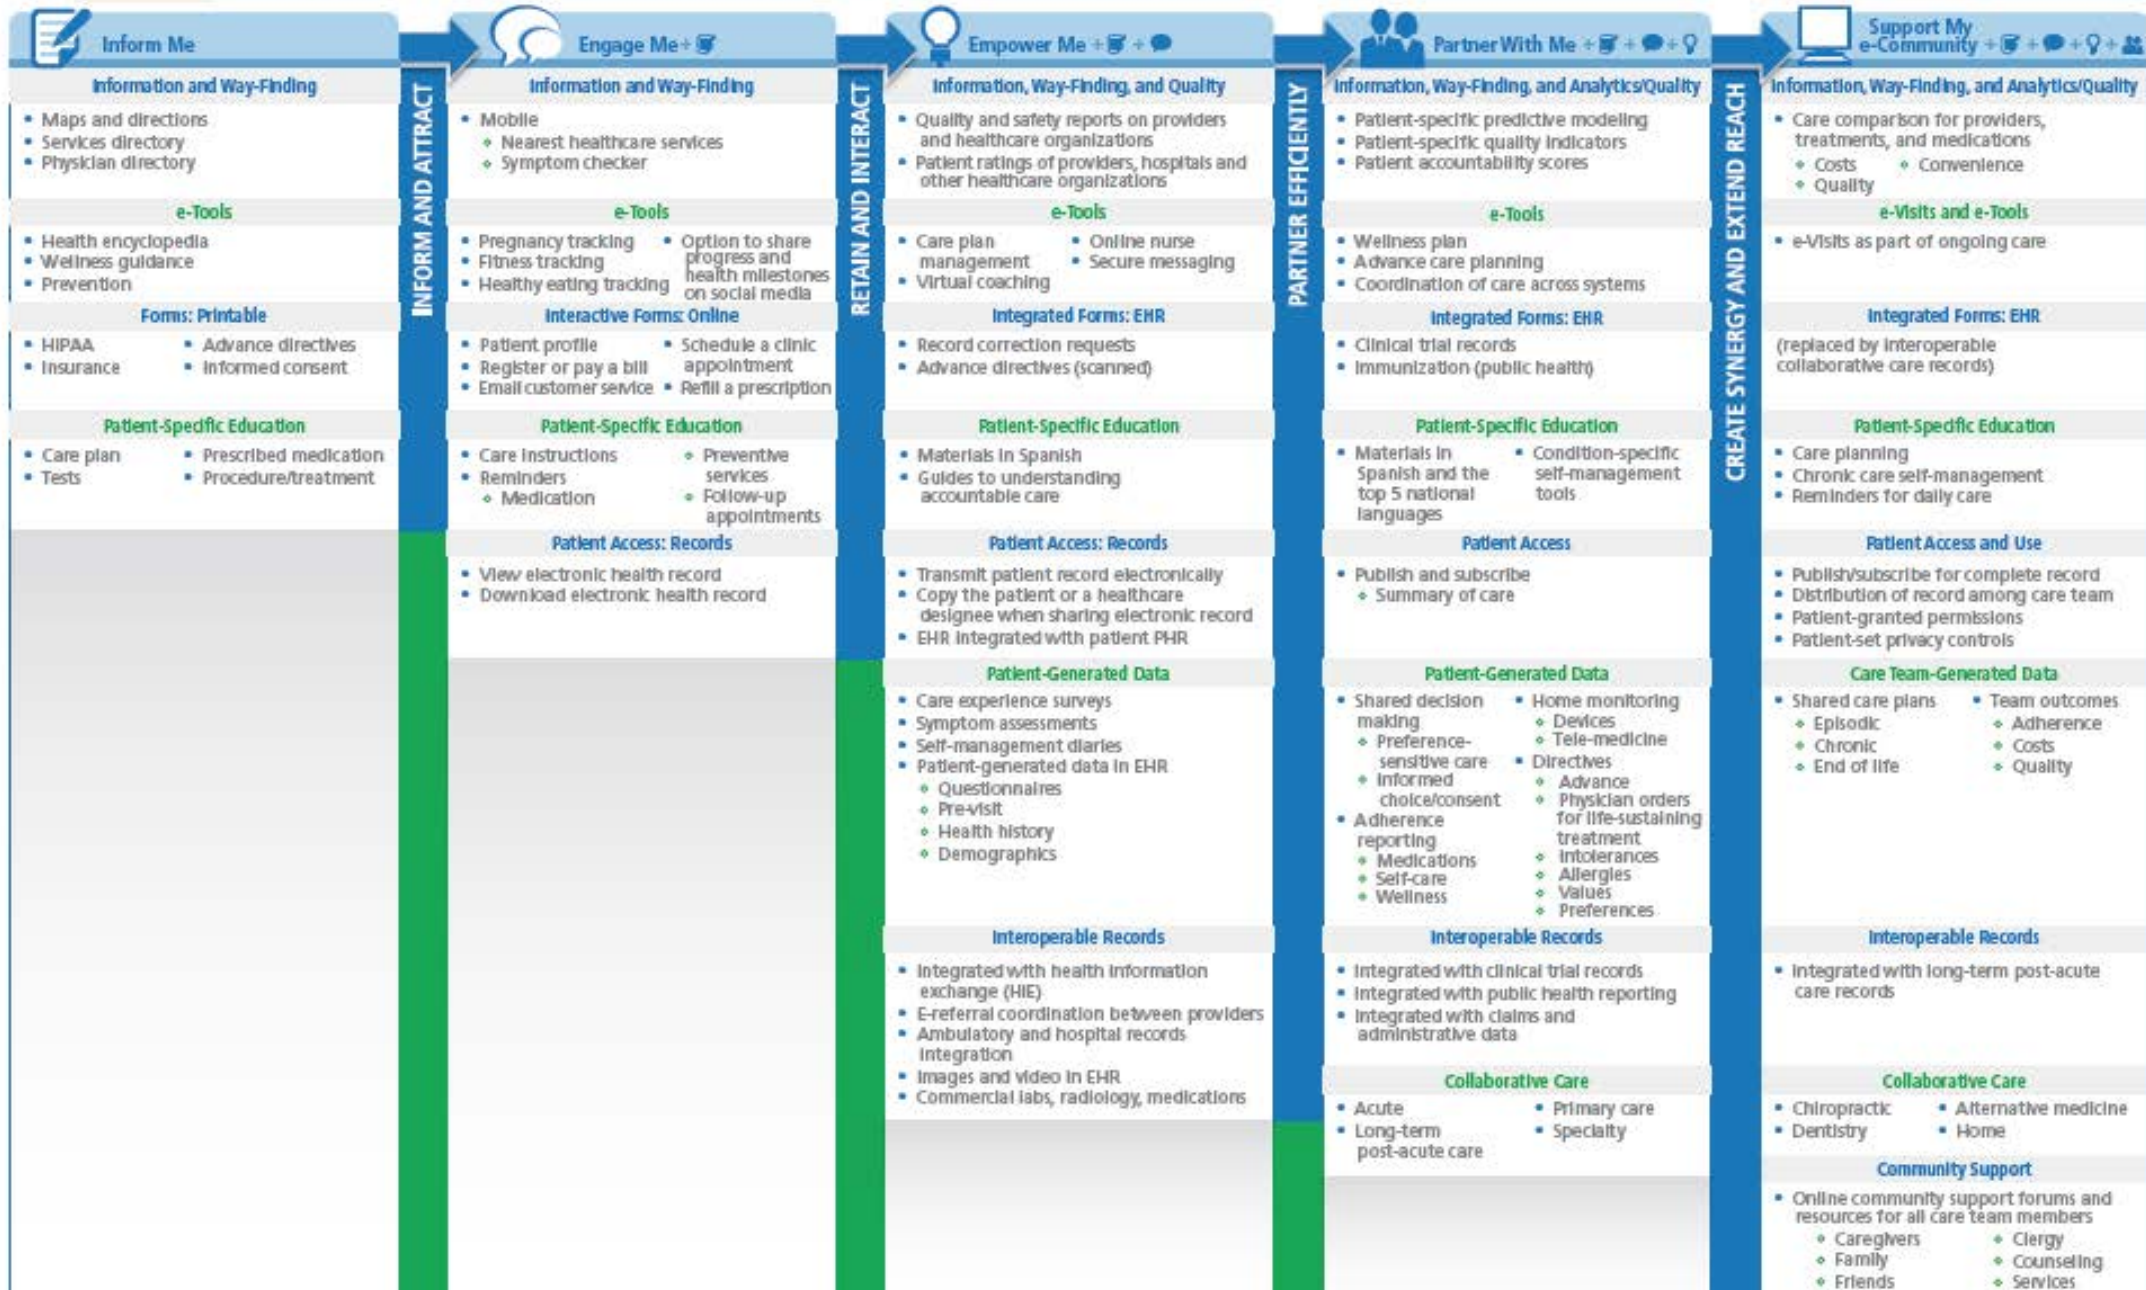 Inform Me
Information and Way-Finding
• Maps and directions
• Services directory
• Physician directory
e-Tools
• Health encyclopedia
• Wellness guidance
• Prevention
Forms: Printable
• HIPAA
• Insurance
• Advance directives
• Informed consent
Patient-Specific Education
• Care plan
• Tests
• Prescribed medication
• Procedure/treatment
INFORM AND ATTRACT
Engage Me +
Information and Way-Finding
• Mobile
Nearest healthcare services
Symptom checker
e-Tools
• Pregnancy tracking
• Fitness tracking
• Healthy eating tracking
• Option to share
progress and
health milestones
on social media
Interactive Forms: Online
• Patient profile
• Register or pay a bill
• Email customer service
• Schedule a clinic
appointment
• Refill a prescription
Patient-Specific Education
• Care instructions
• Reminders
Medication
Preventive
services
Follow-up
appointments
Patient Access: Records
• View electronic health record
• Download electronic health record
RETAIN AND INTERACT
Empower Me + +
Information, Way-Finding, and Quality
• Quality and safety reports on providers
and healthcare organizations
• Patient ratings of providers, hospitals and
other healthcare organizations
e-Tools
• Care plan
management
• Virtual coaching
• Online nurse
• Secure messaging
Integrated Forms: EHR
• Record correction requests
• Advance directives (scanned)
Patient-Specific Education
• Materials in Spanish
• Guides to understanding
accountable care
Patient Access: Records
• Transmit patient record electronically
• Copy the patient or a healthcare
designee when sharing electronic record
• EHR integrated with patient PHR
Patient-Generated Data
• Care experience surveys
• Symptom assessments
• Self-management diaries
• Patient-generated data in EHR
Questionnaires
Pre-visit
Health history
Demographics
Interoperable Records
• Integrated with health information
exchange (HIE)
• E-referral coordination between providers
• Ambulatory and hospital records
integration
• Images and video in EHR
• Commercial labs, radiology, medications
PARTNER EFFICIENTLY
Partner With Me + + +
Information, Way-Finding, and Analytics/Quality
• Patient-specific predictive modeling
• Patient-specific quality indicators
• Patient accountability scores
e-Tools
• Wellness plan
• Advance care planning
• Coordination of care across systems
Integrated Forms: EHR
• Clinical trial records
• Immunization (public health)
Patient-Specific Education
• Materials in
Spanish and the
top 5 national
languages
• Condition-specific
self-management
tools
Patient Access
• Publish and subscribe
Summary of care
Patient-Generated Data
• Shared decision
making
Preference-
sensitive care
Informed
choice/consent
• Adherence
reporting
Medications
Self-care
Wellness
• Home monitoring
Devices
Tele-medicine
• Directives
Advance
Physician orders
for life-sustaining
treatment
Intolerances
Allergies
Values
Preferences
Interoperable Records
• Integrated with clinical trial records
• Integrated with public health reporting
• Integrated with claims and
administrative data
Collaborative Care
• Acute
• Long-term
post-acute care
• Primary care
• Specialty
CREATE SYNERGY AND EXTEND REACH
Support My
e-Community + + + +
Information, Way-Finding, and Analytics/Quality
• Care comparison for providers,
treatments, and medications
Costs
Quality
Convenience
e-Visits and e-Tools
• e-Visits as part of ongoing care
Integrated Forms: EHR
(replaced by interoperable
collaborative care records)
Patient-Specific Education
• Care planning
• Chronic care self-management
• Reminders for daily care
Patient Access and Use
• Publish/subscribe for complete record
• Distribution of record among care team
• Patient-granted permissions
• Patient-set privacy controls
Care Team-Generated Data
• Shared care plans
Episodic
Chronic
End of life
• Team outcomes
Adherence
Costs
Quality
Interoperable Records
• Integrated with long-term post-acute
care records
Collaborative Care
• Chiropractic
• Dentistry
• Alternative medicine
• Home
Community Support
• Online community support forums and
resources for all care team members
Caregivers
Family
Friends
Clergy
Counseling
Services